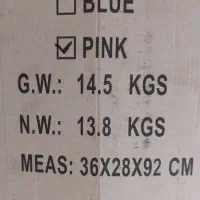 BLUE
PINK
G.W.: 14.5 KGS
N.W.: 13.8 KGS
MEAS: 36X28X92 CM